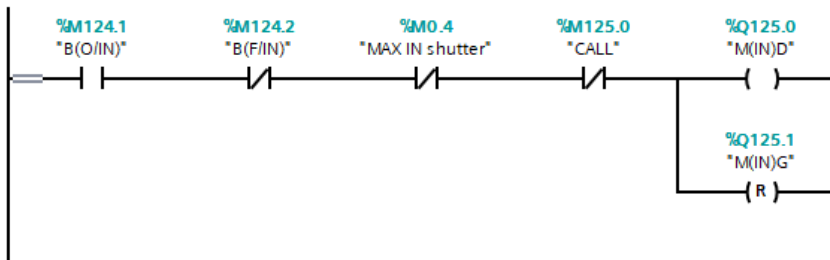 %M124.1 %M124.2 %M0.4 %M125.0 %Q125.0
"B(O/IN)" "B(F/IN)" "MAX IN shutter" "CALL" "M(IN)D"
%Q125.1
"M(IN)G"
R